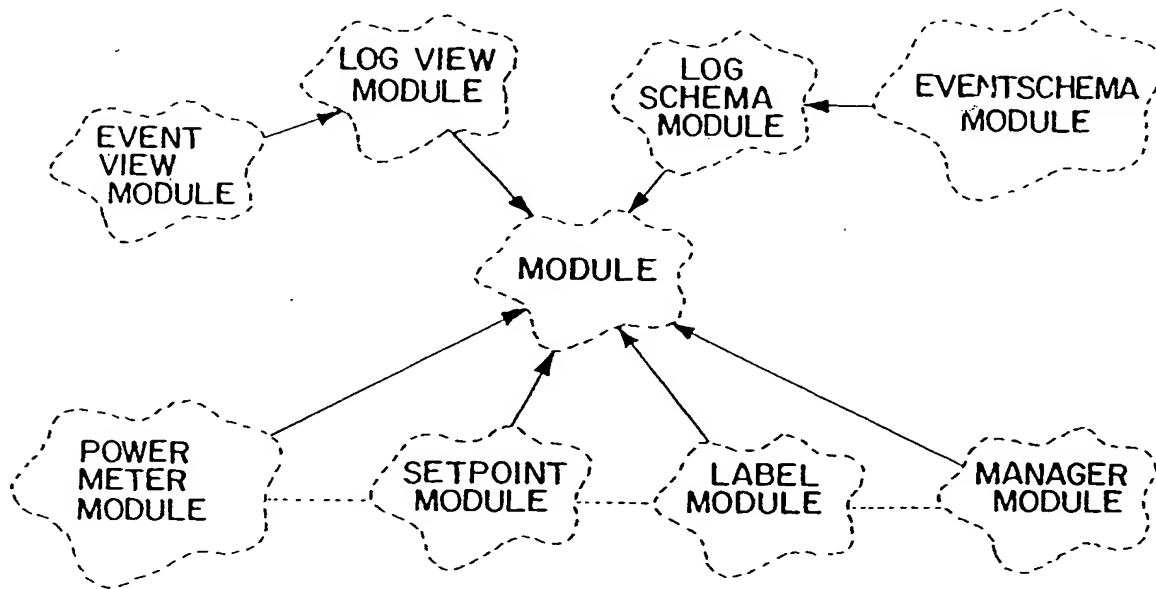 LOG VIEW
MODULE
LOG
SCHEMA
MODULE
EVENTSCHEMA
MODULE
EVENT
VIEW
MODULE
MODULE
POWER
METER
MODULE
SETPOINT
MODULE
LABEL
MODULE
MANAGER
MODULE